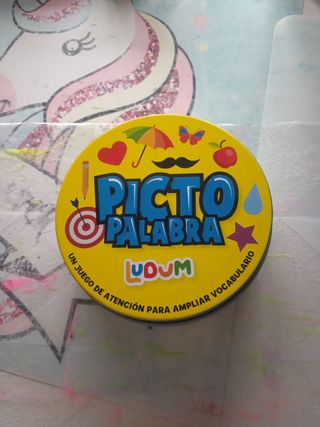 PICTO
PALABRA
LUDUM
UN JUEGO DE ATENCIÓN PARA AMPLIAR VOCABULARIO